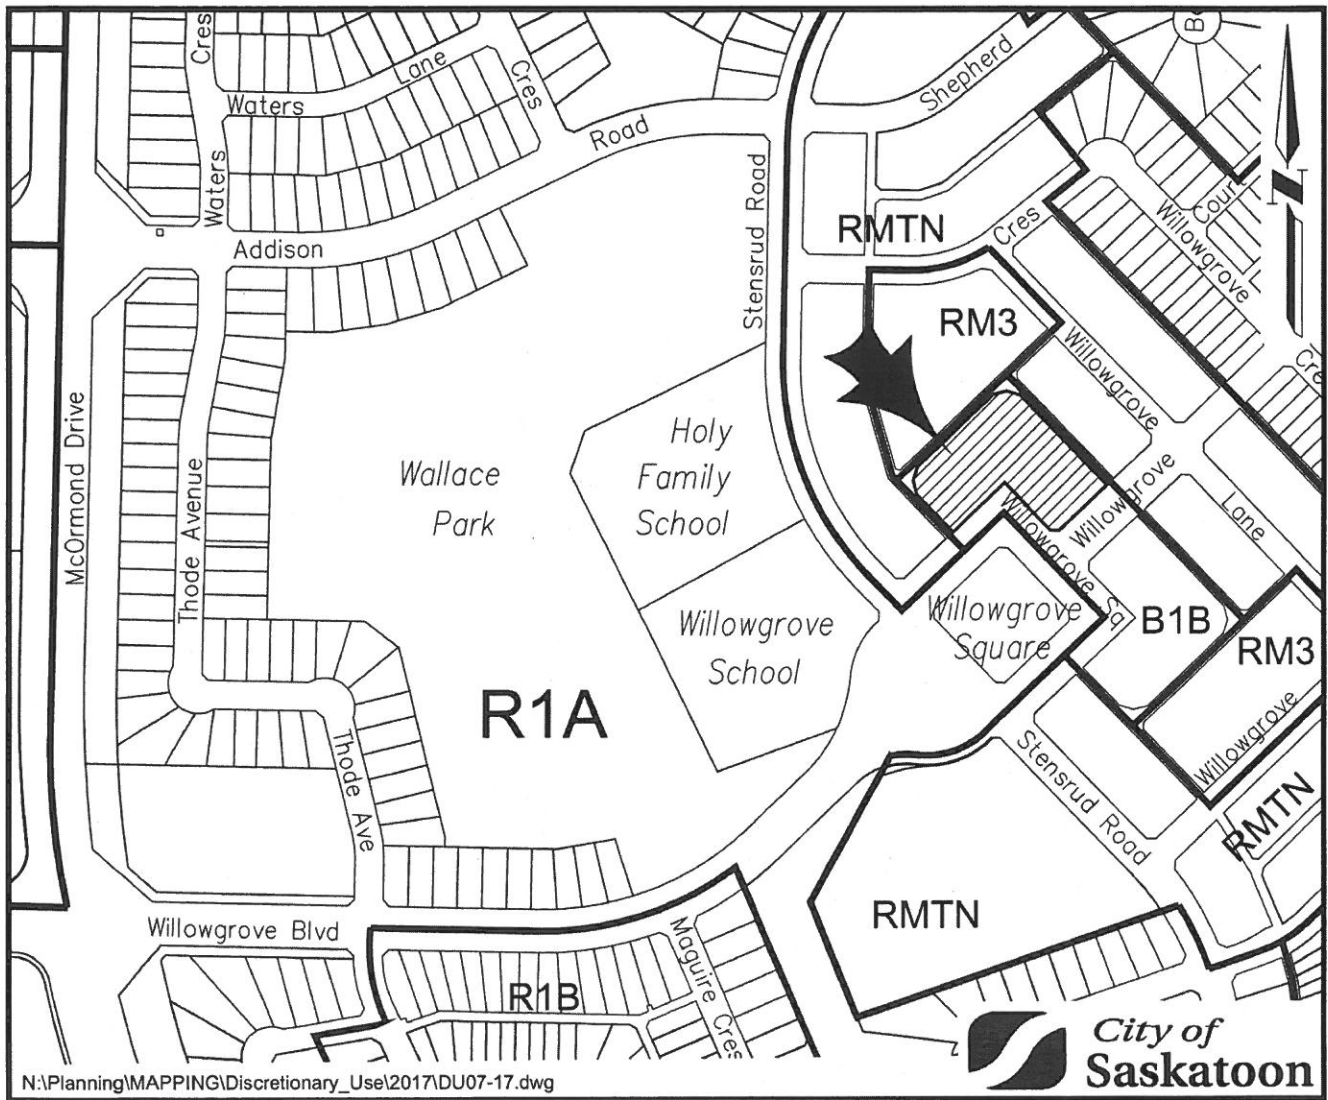 Cres
Lane
Waters
Cres
Waters
Road
Addison
Shepherd
Stensrud Road
RMTN
Cres
Willowgrove
RM3
Willowgrove
McOrmond Drive
Thode Avenue
Wallace
Park
Holy
Family
School
Willowgrove
Lane
Willowgrove Sq
Willowgrove
School
Willowgrove
Square
B1B
RM3
R1A
Willowgrove
Thode Ave
Stensrud Road
RMTN
RMTN
Willowgrove Blvd
Maguire Cres
R1B
City of
Saskatoon
N:\Planning\MAPPING\Discretionary_Use\2017\DU07-17.dwg